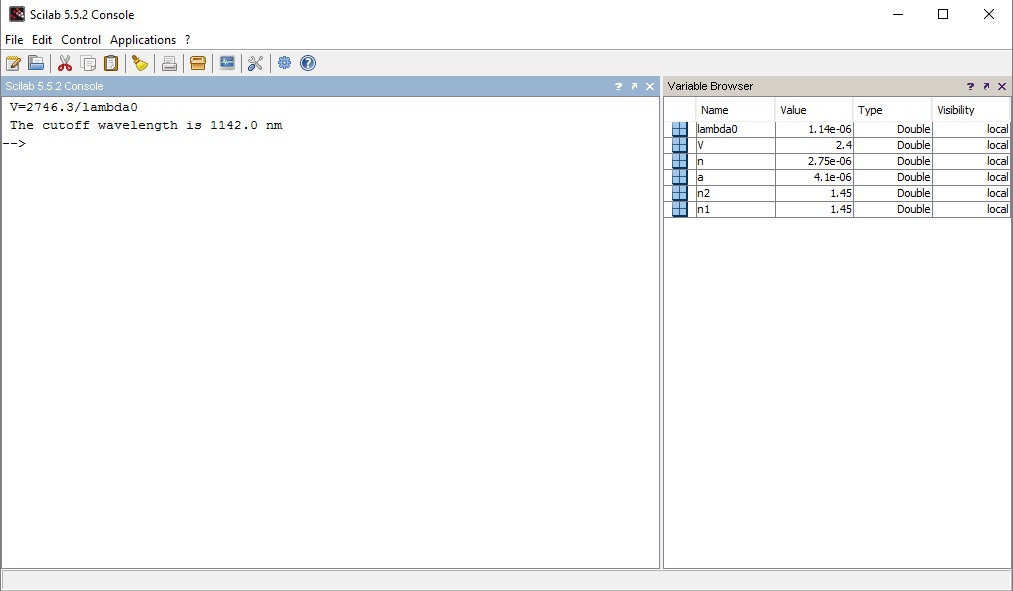 Scilab 5.5.2 Console
File Edit Control Applications ?
Scilab 5.5.2 Console
V=2746.3/lambda0
The cutoff wavelength is 1142.0 nm
-->
Variable Browser
Name Value Type Visibility
lambda0 1.14e-06 Double local
V 2.4 Double local
n 2.75e-06 Double local
a 4.1e-06 Double local
n2 1.45 Double local
n1 1.45 Double local